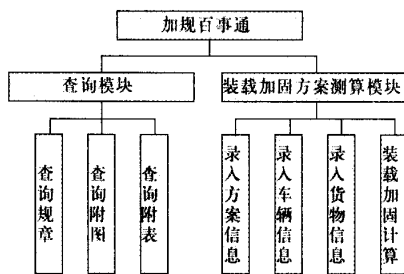 加规百事通
查询模块
装载加固方案测算模块
查询规章
查询附图
查询附表
录入方案信息
录入车辆信息
录入货物信息
装载加固计算